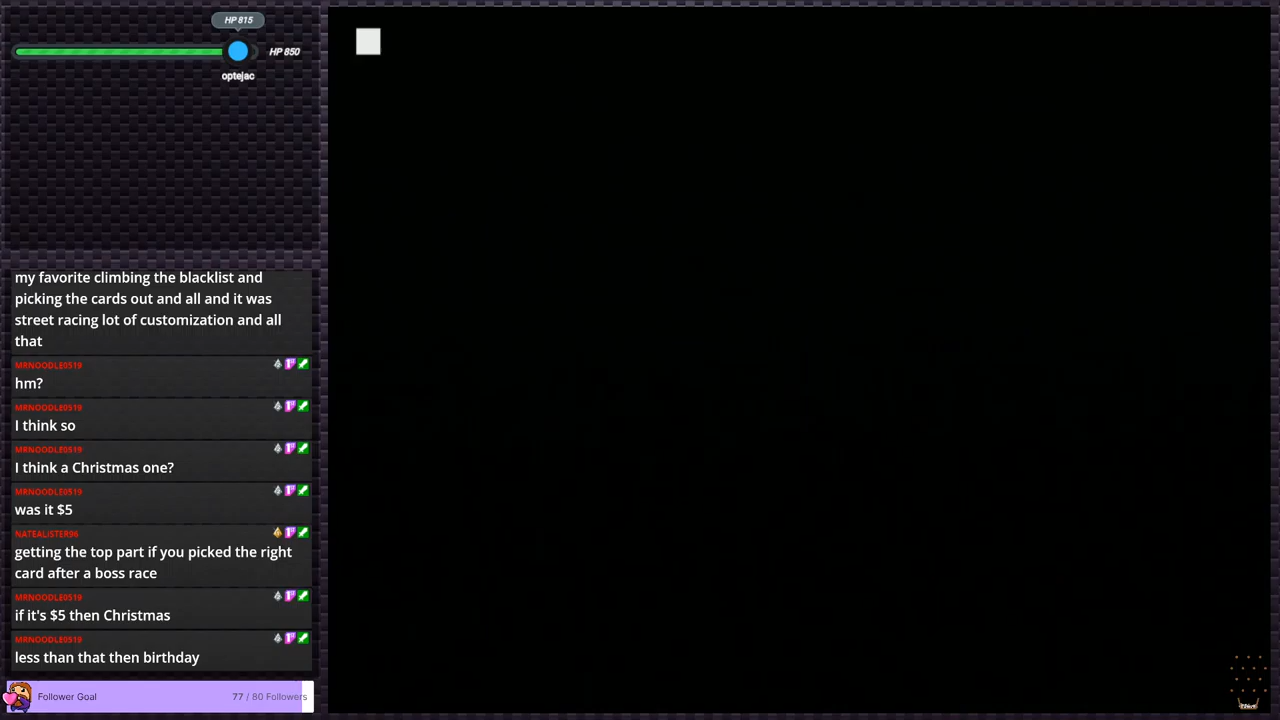 HP 815
HP 850
optejac
my favorite climbing the blacklist and
picking the cards out and all and it was
street racing lot of customization and all
that
MRNOODLE0519
hm?
MRNOODLE0519
I think so
MRNOODLE0519
I think a Christmas one?
MRNOODLE0519
was it $5
NATEALISTER96
getting the top part if you picked the right
card after a boss race
MRNOODLE0519
if it's $5 then Christmas
MRNOODLE0519
less than that then birthday
Follower Goal
77 / 80 Followers